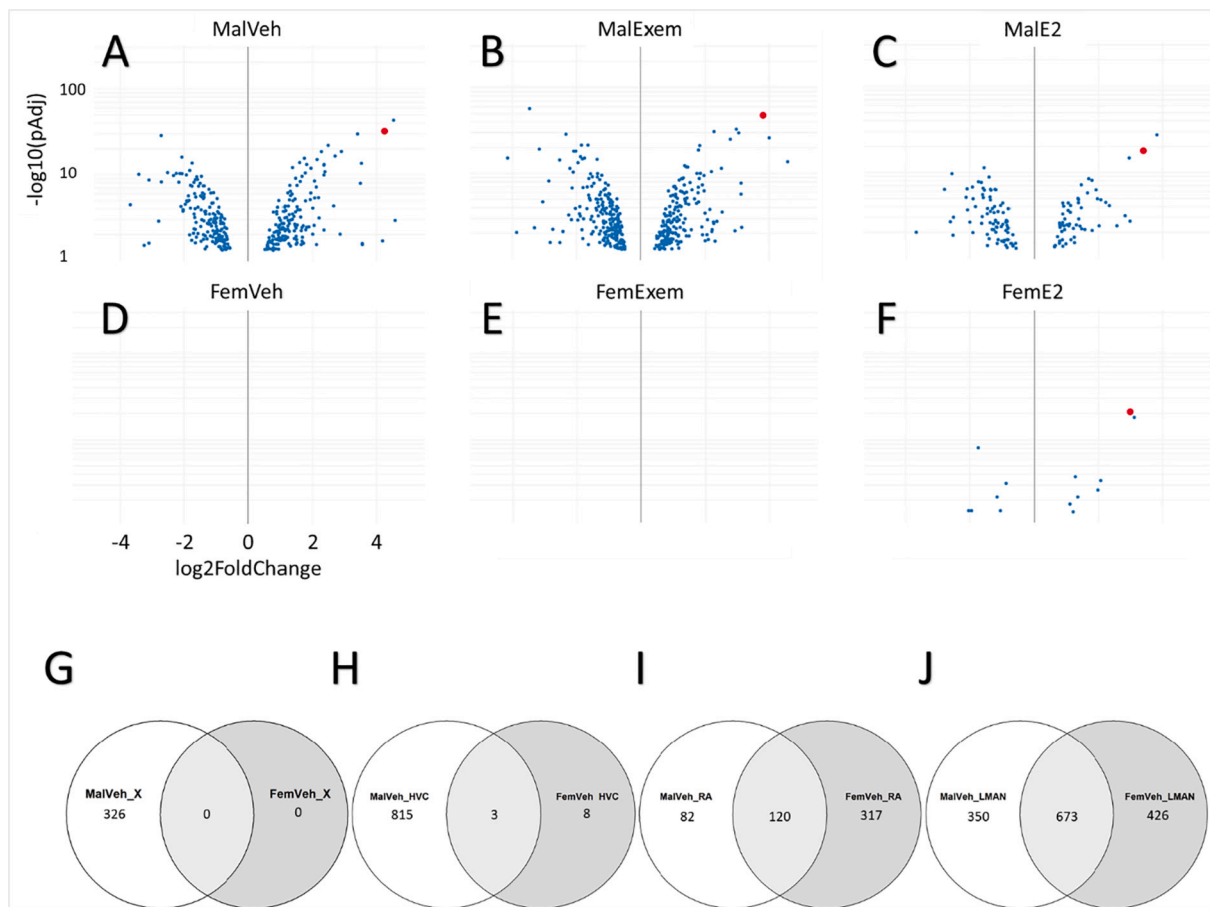 A MalVeh
B MalExem
C MalE2
100
10
1
-log10(pAdj)
D FemVeh
E FemExem
F FemE2
-4 -2 0 2 4
log2FoldChange
G H I J
MalVeh_X FemVeh_X
326 0 0
MalVeh_HVC FemVeh HVC
815 3 8
MalVeh_RA FemVeh_RA
82 120 317
MalVeh_LMAN FemVeh_LMAN
350 673 426